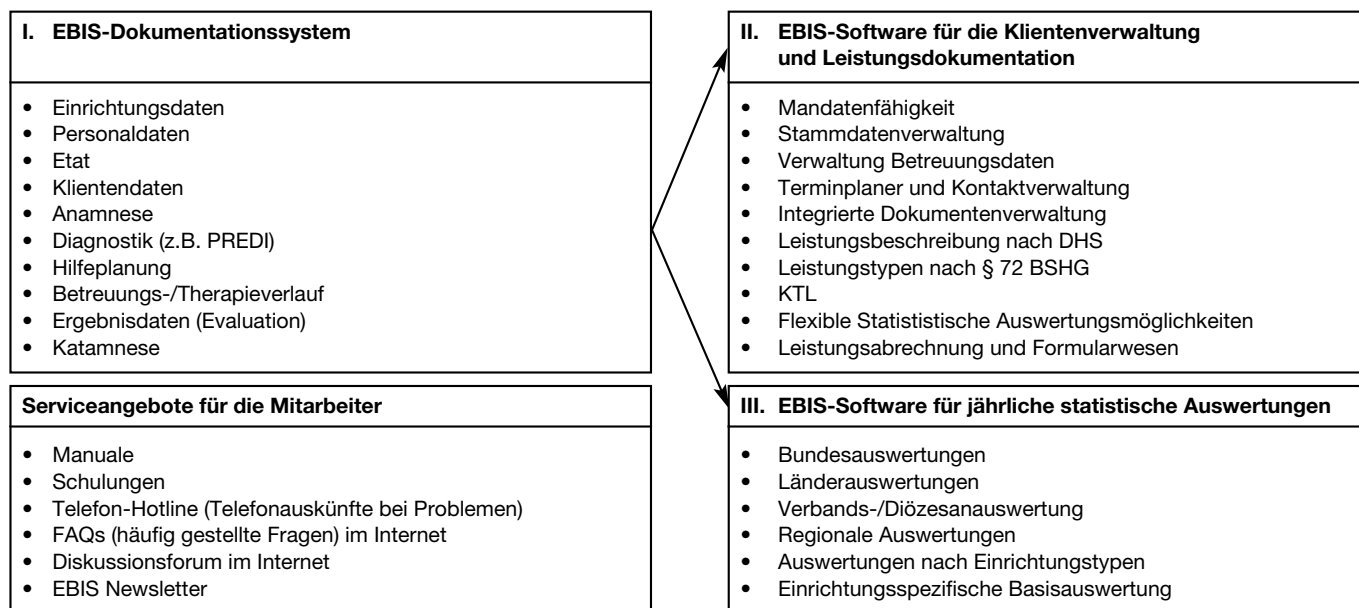 I. EBIS-Dokumentationssystem
• Einrichtungsdaten
• Personaldaten
• Etat
• Klientendaten
• Anamnese
• Diagnostik (z.B. PREDI)
• Hilfeplanung
• Betreuungs-/Therapieverlauf
• Ergebnisdaten (Evaluation)
• Katamnese
Serviceangebote für die Mitarbeiter
• Manuale
• Schulungen
• Telefon-Hotline (Telefonauskünfte bei Problemen)
• FAQs (häufig gestellte Fragen) im Internet
• Diskussionsforum im Internet
• EBIS Newsletter
II. EBIS-Software für die Klientenverwaltung
und Leistungsdokumentation
• Mandatenfähigkeit
• Stammdatenverwaltung
• Verwaltung Betreuungsdaten
• Terminplaner und Kontaktverwaltung
• Integrierte Dokumentenverwaltung
• Leistungsbeschreibung nach DHS
• Leistungstypen nach § 72 BSHG
• KTL
• Flexible Statististische Auswertungsmöglichkeiten
• Leistungsabrechnung und Formularwesen
III. EBIS-Software für jährliche statistische Auswertungen
• Bundesauswertungen
• Länderauswertungen
• Verbands-/Diözesanauswertung
• Regionale Auswertungen
• Auswertungen nach Einrichtungstypen
• Einrichtungsspezifische Basisauswertung